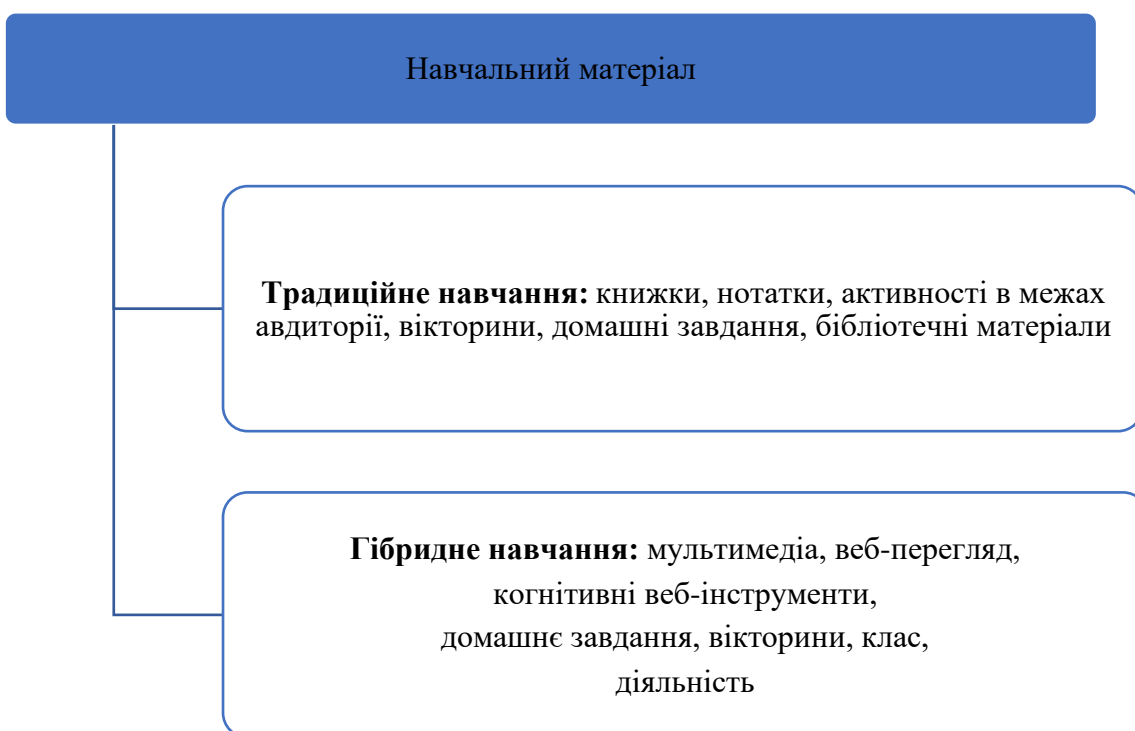 Навчальний матеріал
Традиційне навчання: книжки, нотатки, активності в межах
авдиторії, вікторини, домашні завдання, бібліотечні матеріали
Гібридне навчання: мультимедіа, веб-перегляд,
когнітивні веб-інструменти,
домашнє завдання, вікторини, клас,
діяльність